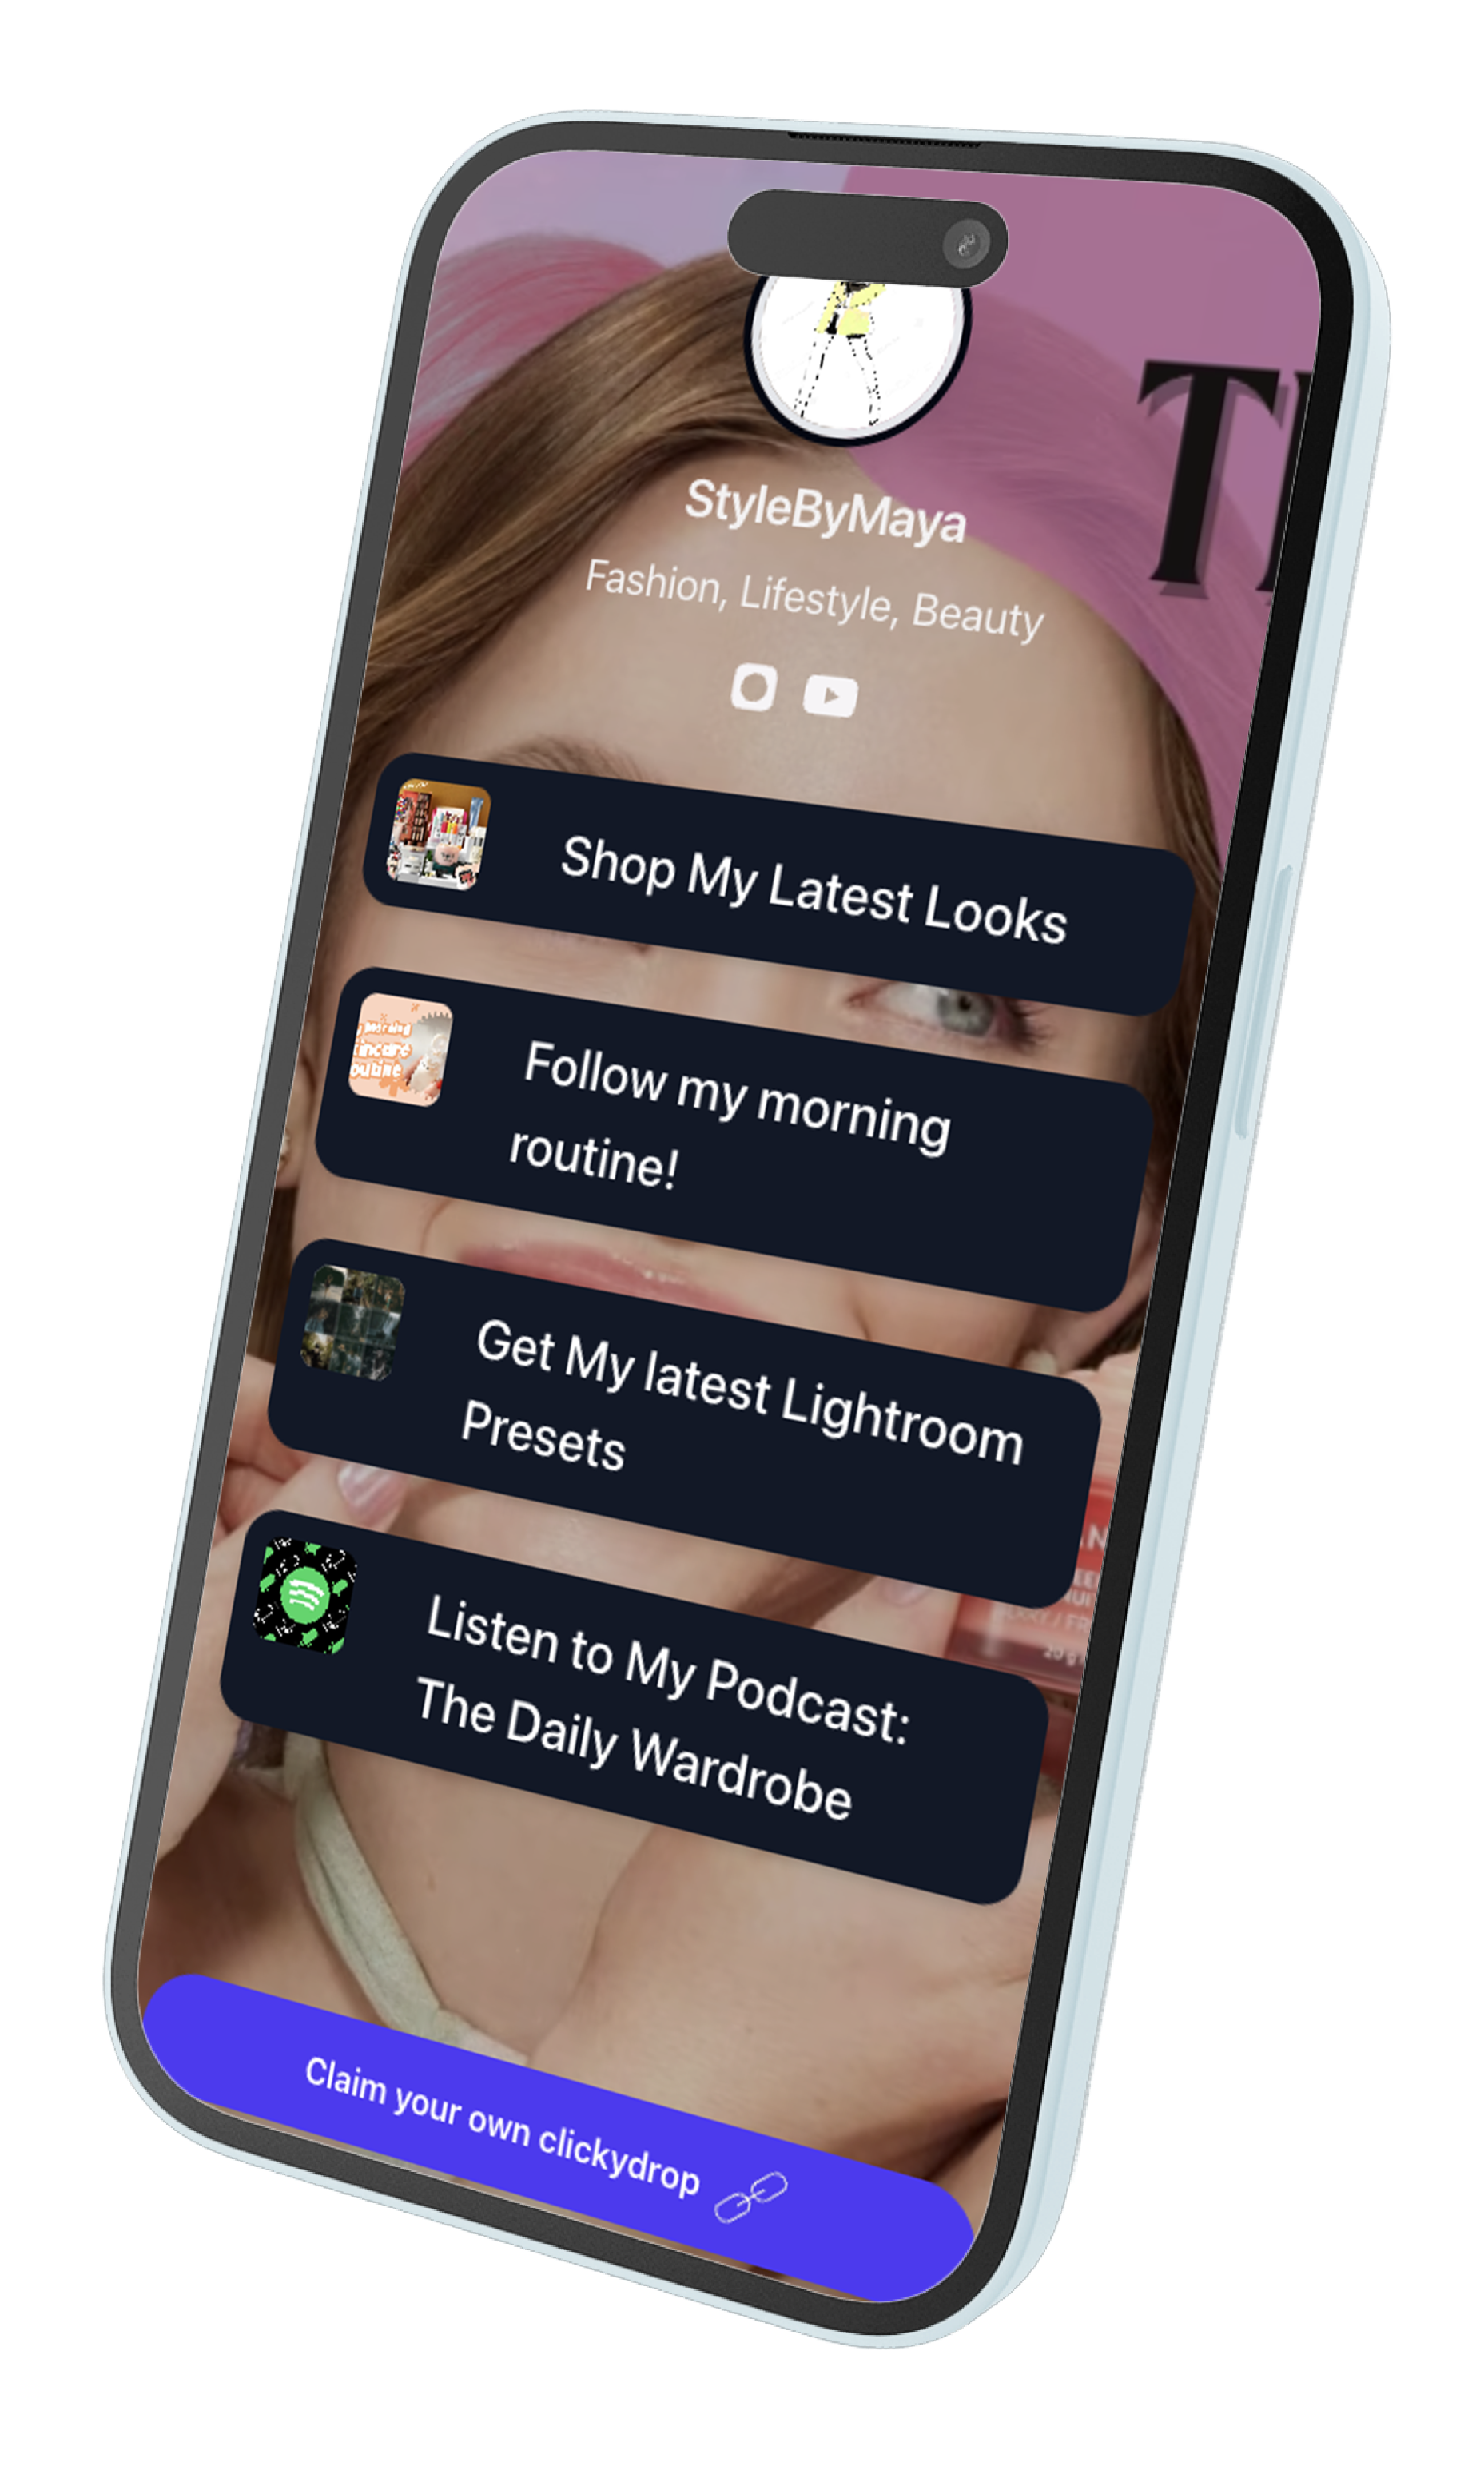 StyleByMaya
Fashion, Lifestyle, Beauty
Shop My Latest Looks
Follow my morning
routine!
Get My latest Lightroom
Presets
Listen to My Podcast:
The Daily Wardrobe
Claim your own clickydrop